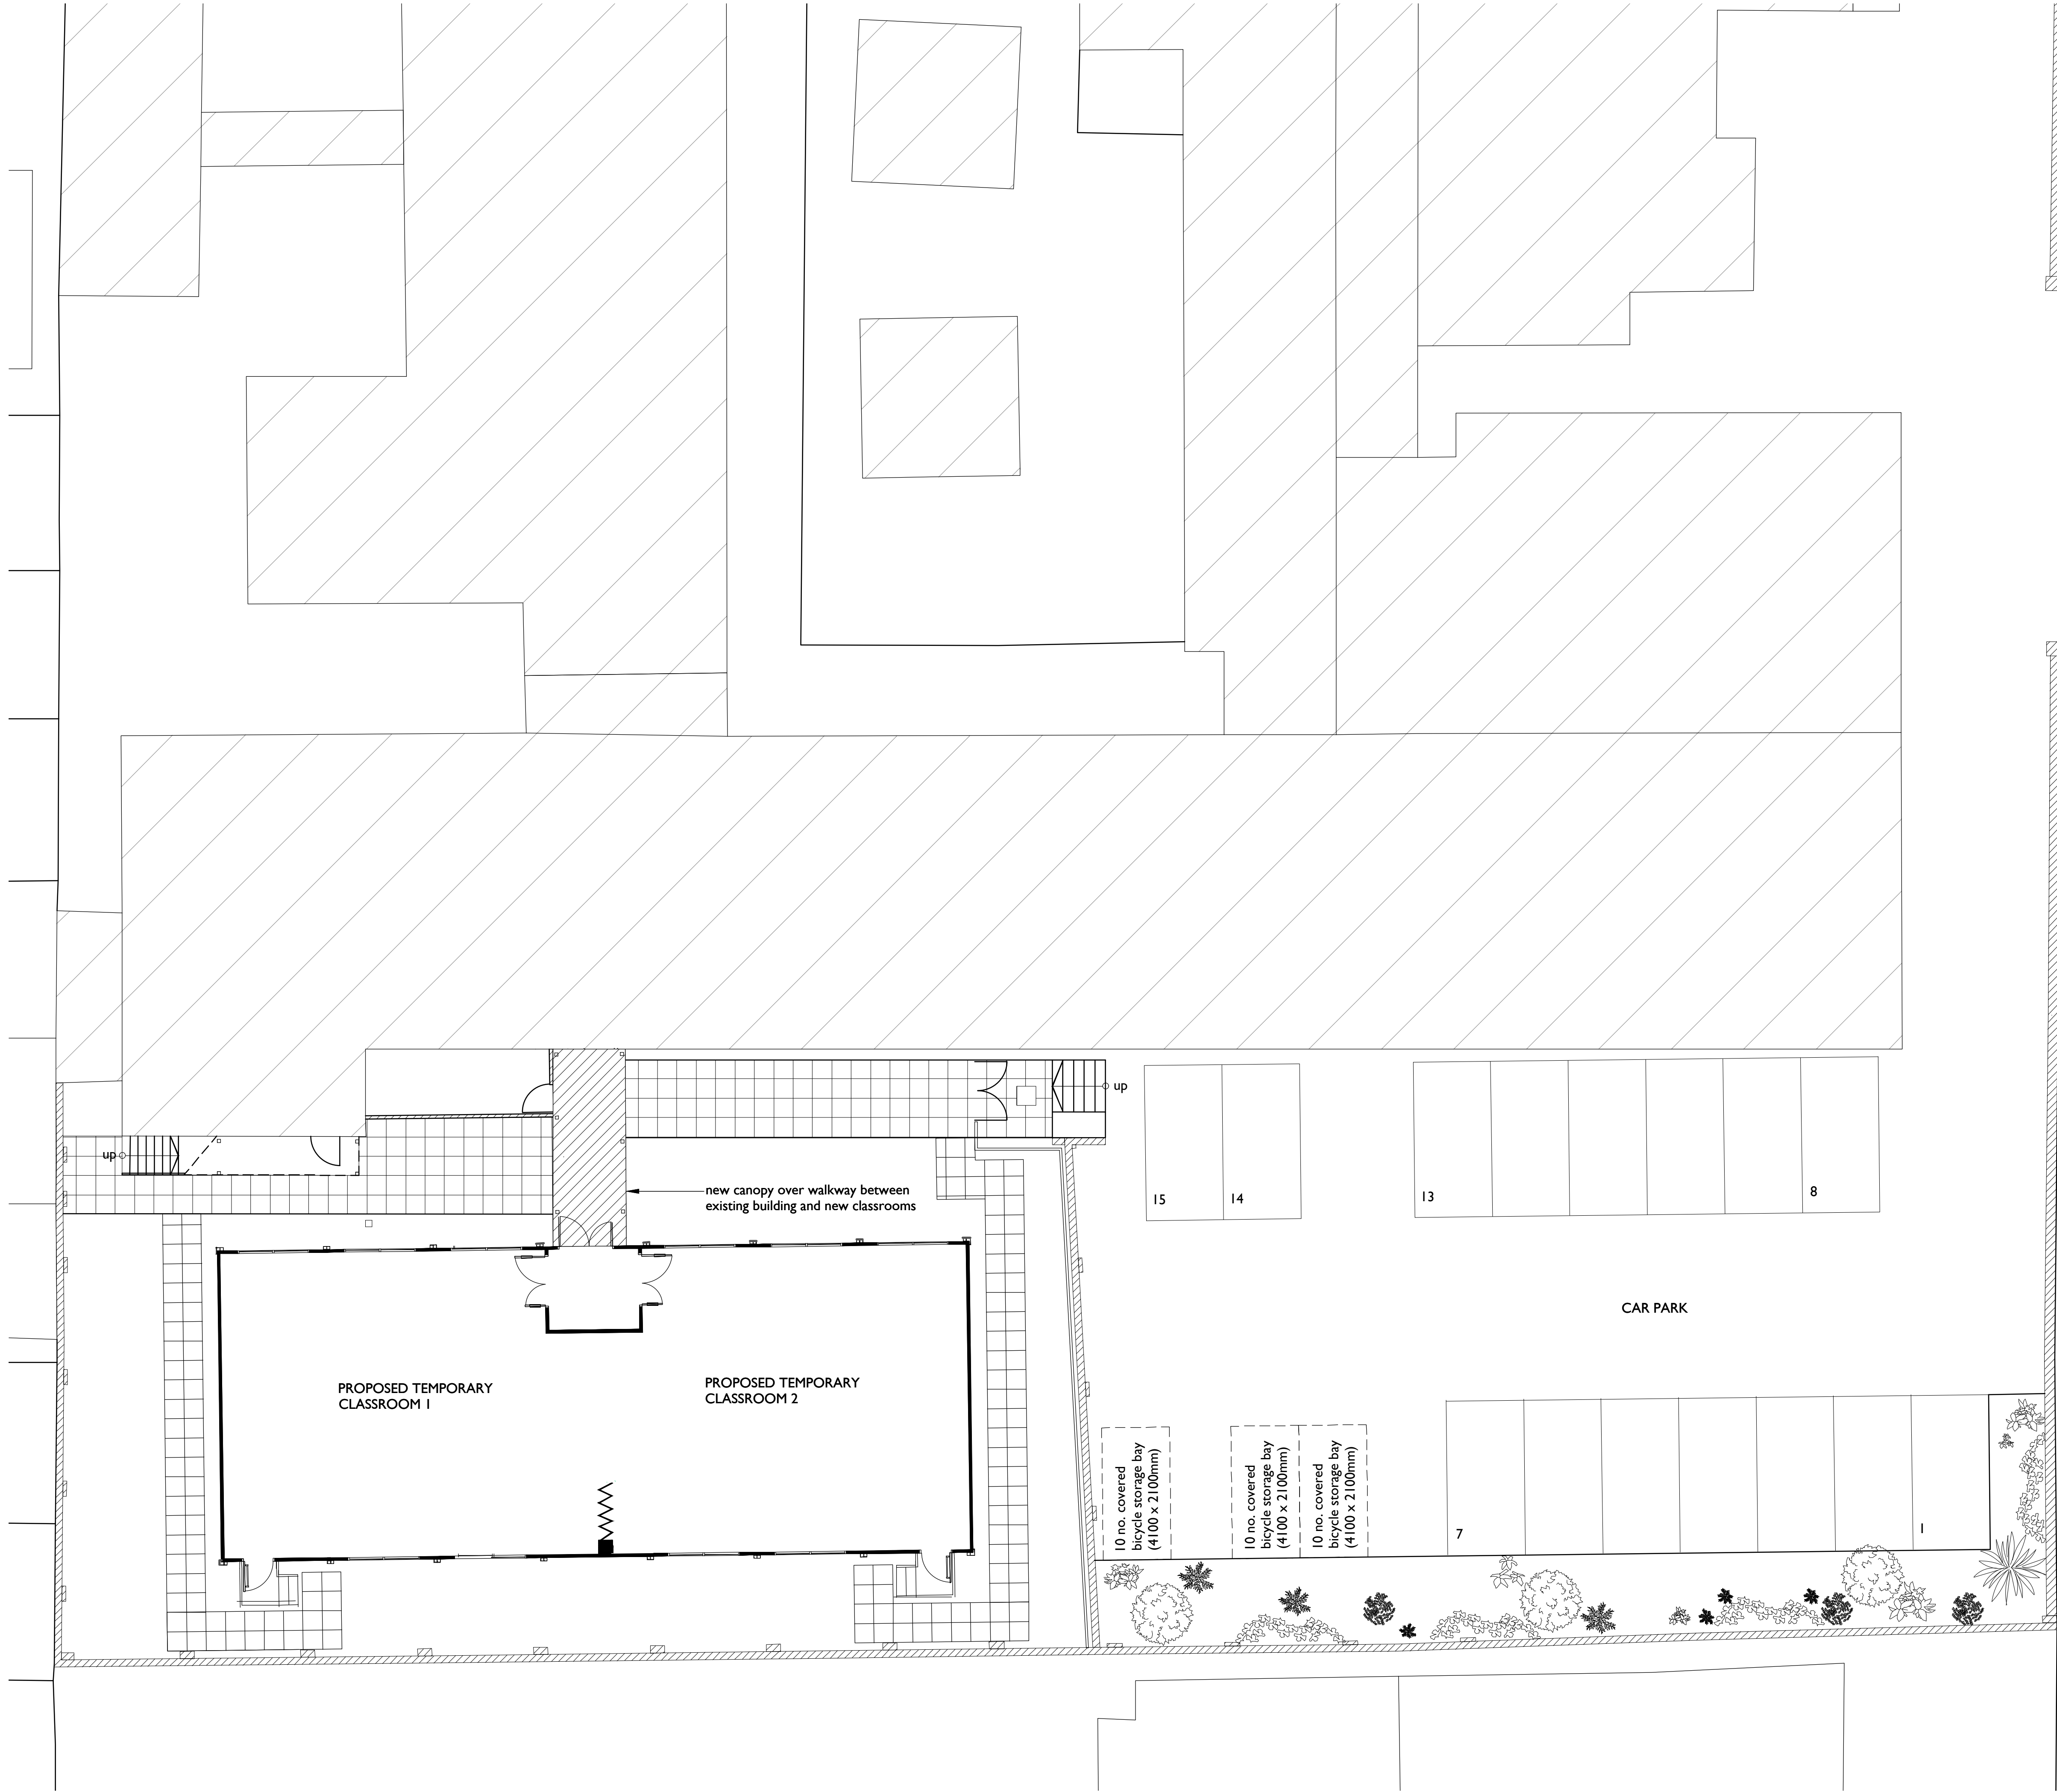 up
up
new canopy over walkway between
existing building and new classrooms
15
14
13
8
CAR PARK
PROPOSED TEMPORARY
CLASSROOM 1
PROPOSED TEMPORARY
CLASSROOM 2
10 no. covered
bicycle storage bay
(4100 x 2100mm)
10 no. covered
bicycle storage bay
(4100 x 2100mm)
10 no. covered
bicycle storage bay
(4100 x 2100mm)
7
1